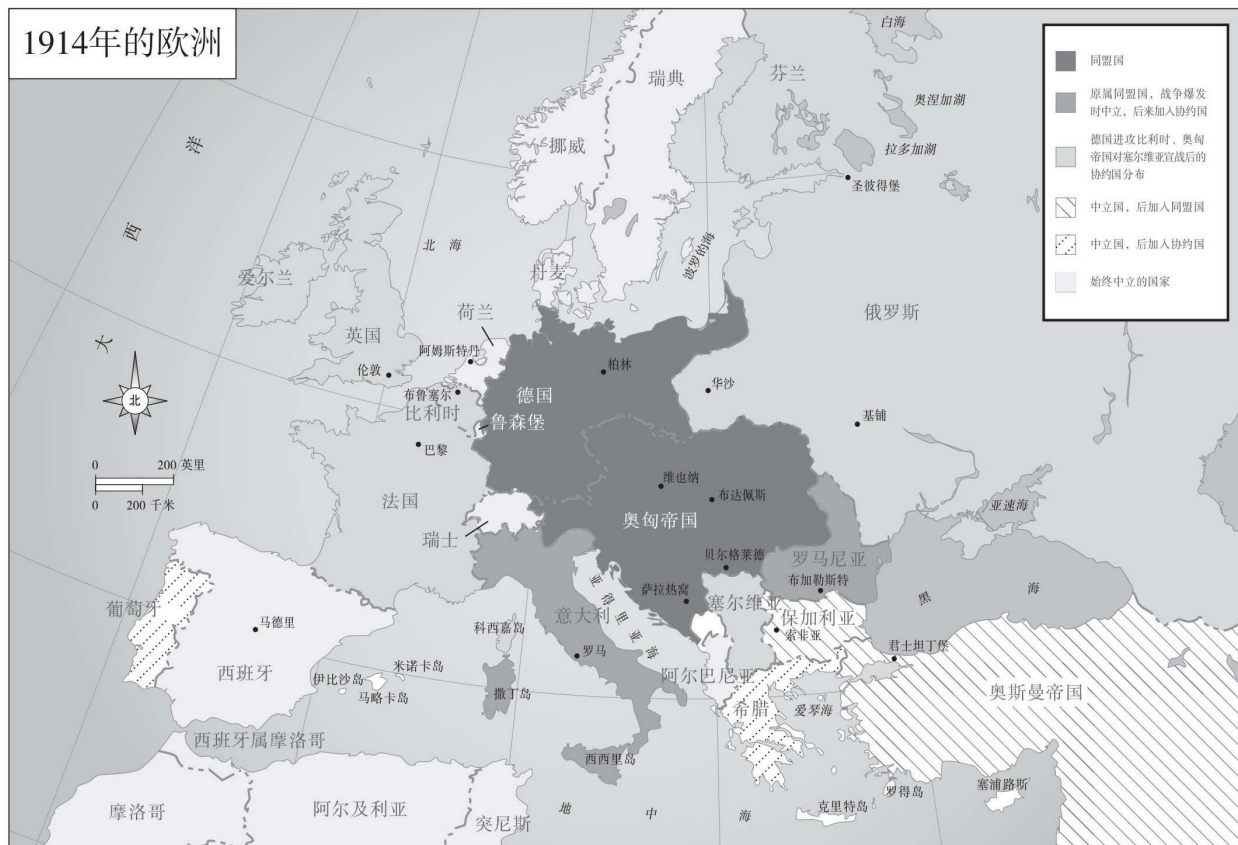 1914年的欧洲
同盟国
原属同盟国，战争爆发
时中立，后来加入协约国
德国进攻比利时、奥匈
帝国对塞尔维亚宣战后的
协约国分布
中立国，后加入同盟国
中立国，后加入协约国
始终中立的国家
白海
瑞典
芬兰
奥涅加湖
挪威
拉多加湖
圣彼得堡
大西洋
北海
波罗的海
爱尔兰
丹麦
俄罗斯
荷兰
英国
阿姆斯特丹
伦敦
柏林
华沙
布鲁塞尔
德国
比利时
鲁森堡
基铺
北
巴黎
0 200 英里
0 200 千米
维也纳
布达佩斯
法国
奥匈帝国
亚速海
瑞士
贝尔格莱德
罗马尼亚
布加勒斯特
萨拉热窝
塞尔维亚
黑海
葡萄牙
马德里
科西嘉岛
意大利
亚得里亚海
保加利亚
索非亚
君士坦丁堡
罗马
米诺卡岛
西班牙
伊比沙岛
马略卡岛
撒丁岛
阿尔巴尼亚
希腊
爱琴海
奥斯曼帝国
西班牙属摩洛哥
西西里岛
罗得岛
塞浦路斯
摩洛哥
阿尔及利亚
突尼斯
地中海
克里特岛